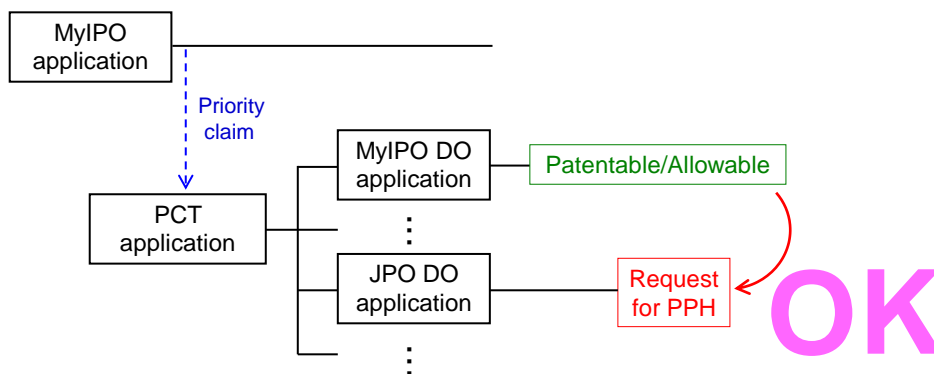 MyIPO
application
Priority
claim
MyIPO DO
application
Patentable/Allowable
PCT
application
JPO DO
application
Request
for PPH
OK